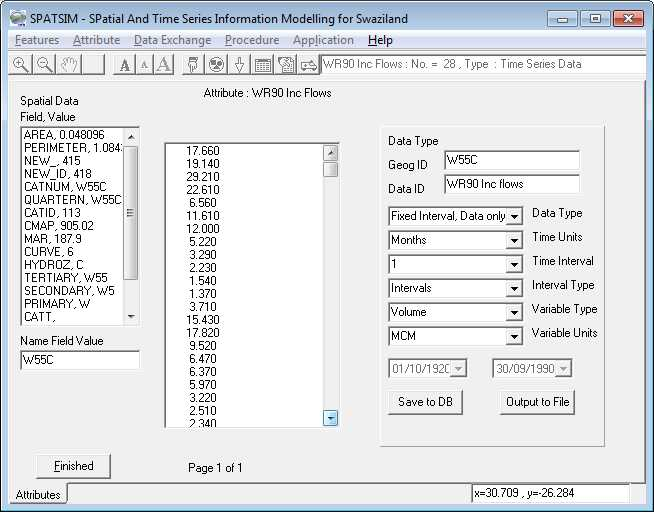 SPATSIM - SPatial And Time Series Information Modelling for Swaziland
Features Attribute Data Exchange Procedure Application Help
A A A WR90 Inc Flows : No. = 28 , Type : Time Series Data
Attribute : WR90 Inc Flows
Spatial Data
Field, Value
AREA, 0.048096
PERIMETER, 1.084
NEW_, 415
NEW_ID, 418
CATNUM, W55C
QUARTERN, W55C
CATID, 113
CMAP, 905.02
MAR, 187.9
CURVE, 6
HYDROZ, C
TERTIARY, W55
SECONDARY, W5
PRIMARY, W
CATT,
Name Field Value
W55C
17.660
19.140
29.210
22.610
6.560
11.610
12.000
5.220
3.290
2.230
1.540
1.370
3.710
15.430
17.820
9.520
6.470
6.370
5.970
3.220
2.510
2.340
Data Type
Geog ID W55C
Data ID WR90 Inc flows
Fixed Interval, Data only Data Type
Months Time Units
1 Time Interval
Intervals Interval Type
Volume Variable Type
MCM Variable Units
01/10/1920 30/09/1990
Save to DB Output to File
Finished
Page 1 of 1
Attributes
x=30.709 , y=-26.284